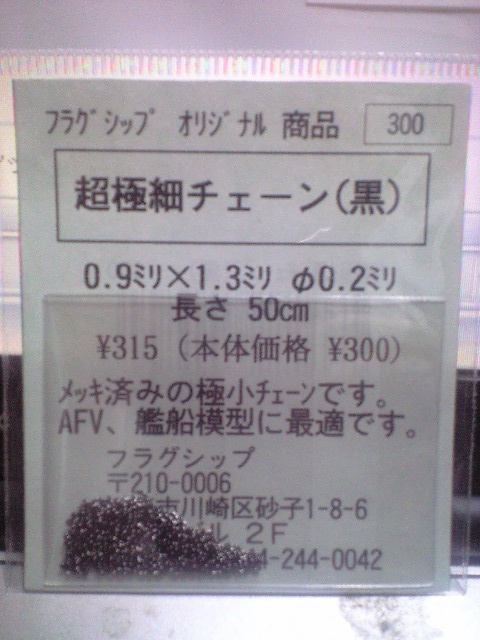 ﾌﾗｸﾞｼｯﾌﾟ ｵﾘｼﾞﾅﾙ 商品 300
超極細チェーン(黒)
0.9ﾐﾘ×1.3ﾐﾘ φ0.2ﾐﾘ
長さ 50cm
¥315 (本体価格 ¥300)
ﾒｯｷ済みの極小ﾁｪｰﾝです。
AFV、艦船模型に最適です。
フラグシップ
〒210-0006
市川崎区砂子1-8-6
ビル 2F
44-244-0042